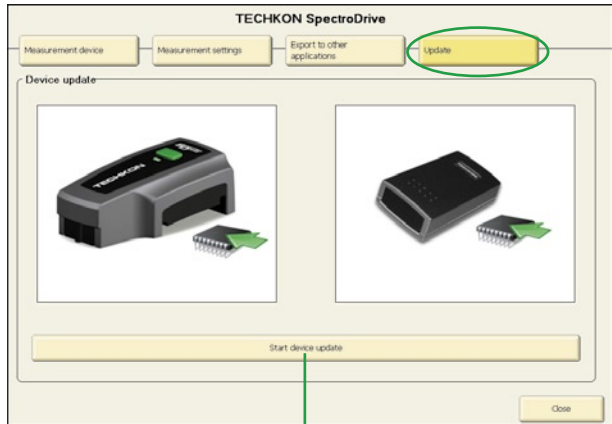 TECHKON SpectroDrive
Measurement device
Measurement settings
Export to other
applications
Update
Device update
TECHKON
Start device update
Close